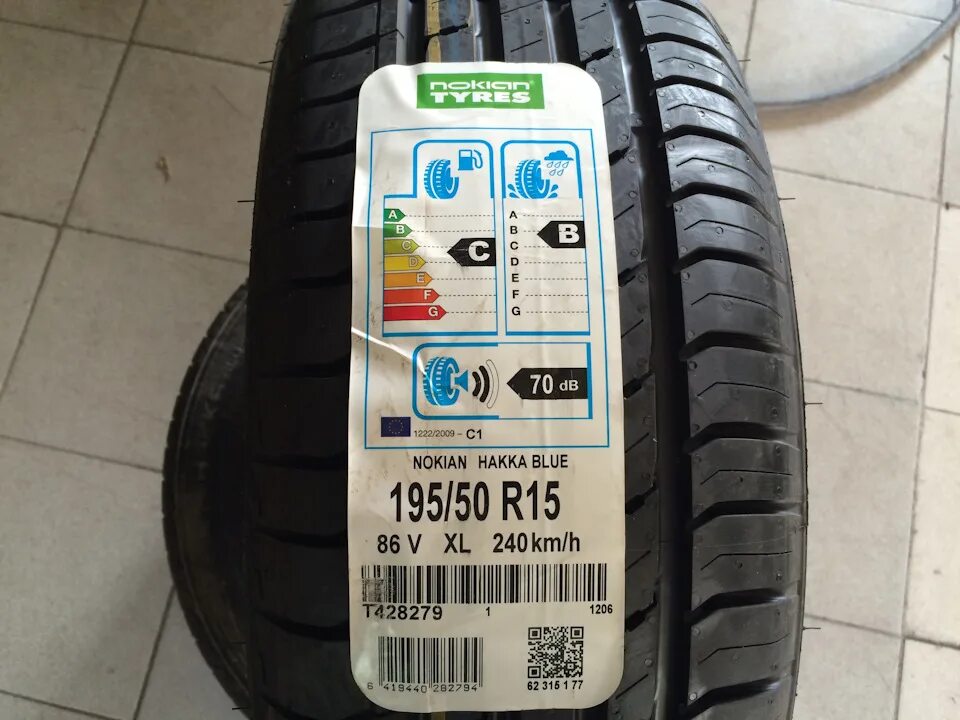 nokian
TYRES
A
B
C
D
E
F
G
C
A
B
C
D
E
F
G
B
70 dB
1222/2009 – C1
NOKIAN HAKKA BLUE
195/50 R15
86 V XL 240 km/h
T428279 1 1206
6 419440 282794
62 315 1 77